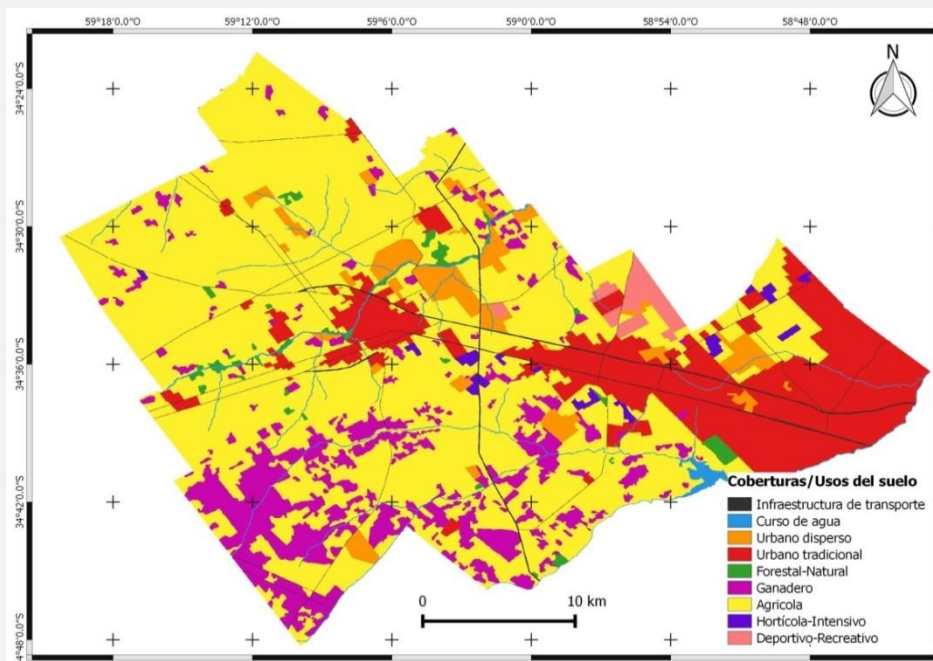 59°18'0.0"S 59°12'0.0"S 59°6'0.0"S 59°0'0.0"S 58°54'0.0"S 58°48'0.0"S
N
34°24'0.0"S
34°30'0.0"S
34°36'0.0"S
34°42'0.0"S
4°48'0.0"S
Coberturas/Usos del suelo
Infraestructura de transporte
Curso de agua
Urbano disperso
Urbano tradicional
Forestal-Natural
Ganadero
Agrícola
Hortícola-Intensivo
Deportivo-Recreativo
0 10 km